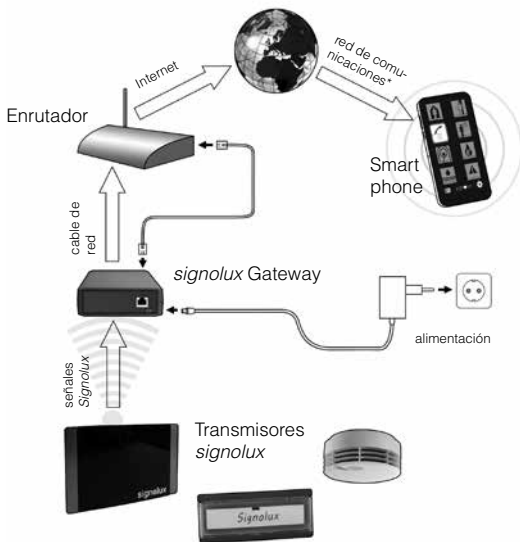 Internet
red de comu-
nicaciones*
Enrutador
Smart
phone
cable de
red
signolux Gateway
alimentación
señales
Signolux
Transmisores
signolux
signolux
Signolux